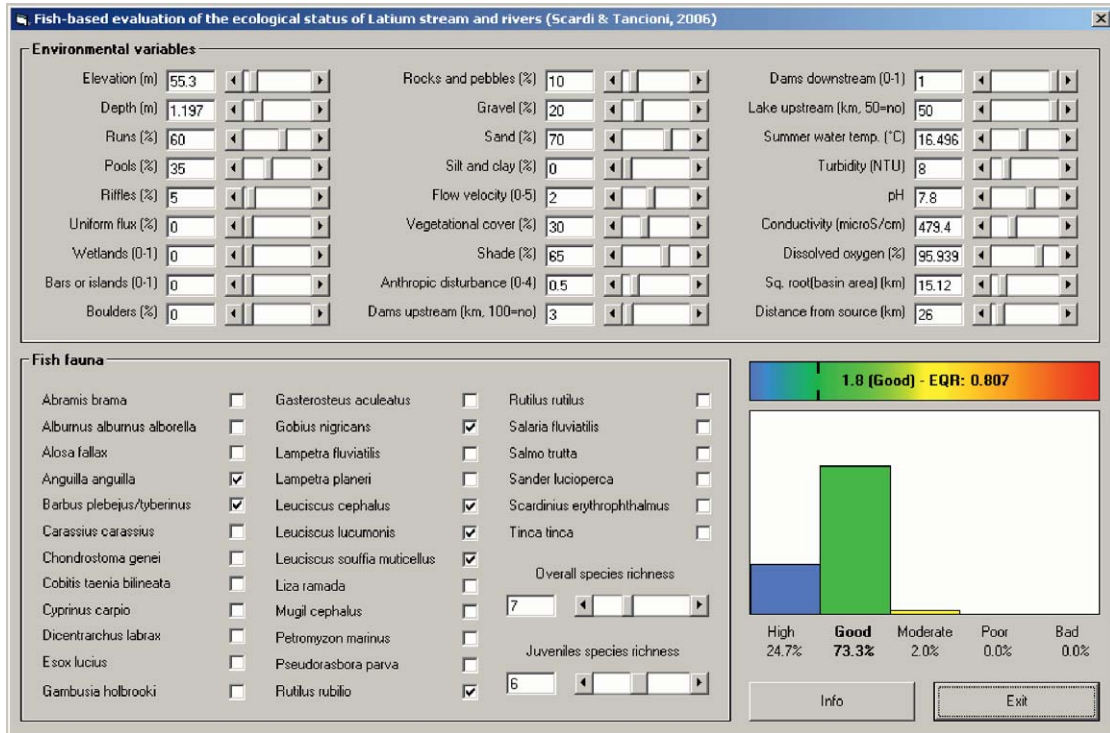 Fish-based evaluation of the ecological status of Latium stream and rivers (Scardi & Tancioni, 2006)
Environmental variables
Elevation (m) 55.3
Depth (m) 1.197
Runs (%) 60
Pools (%) 35
Riffles (%) 5
Uniform flux (%) 0
Wetlands (0-1) 0
Bars or islands (0-1) 0
Boulders (%) 0
Rocks and pebbles (%) 10
Gravel (%) 20
Sand (%) 70
Silt and clay (%) 0
Flow velocity (0-5) 2
Vegetational cover (%) 30
Shade (%) 65
Anthropic disturbance (0-4) 0.5
Dams upstream (km, 100=no) 3
Dams downstream (0-1) 1
Lake upstream (km, 50=no) 50
Summer water temp. (°C) 16.496
Turbidity (NTU) 8
pH 7.8
Conductivity (microS/cm) 479.4
Dissolved oxygen (%) 95.939
Sq. root(basin area) (km) 15.12
Distance from source (km) 26
Fish fauna
Abramis brama
Alburnus alburnus alborella
Alosa fallax
Anguilla anguilla
Barbus plebejus/tyberinus
Carassius carassius
Chondrostoma genei
Cobitis taenia bilineata
Cyprinus carpio
Dicentrarchus labrax
Esox lucius
Gambusia holbrooki
Gasterosteus aculeatus
Gobius nigricans
Lampetra fluviatilis
Lampetra planeri
Leuciscus cephalus
Leuciscus lucumonis
Leuciscus souffia muticellus
Liza ramada
Mugil cephalus
Petromyzon marinus
Pseudorasbora parva
Rutilus rubilio
Rutilus rutilus
Salaria fluviatilis
Salmo trutta
Sander lucioperca
Scardinius erythrophthalmus
Tinca tinca
Overall species richness
7
Juveniles species richness
6
1.8 (Good) - EQR: 0.807
High Good Moderate Poor Bad
24.7% 73.3% 2.0% 0.0% 0.0%
Info Exit